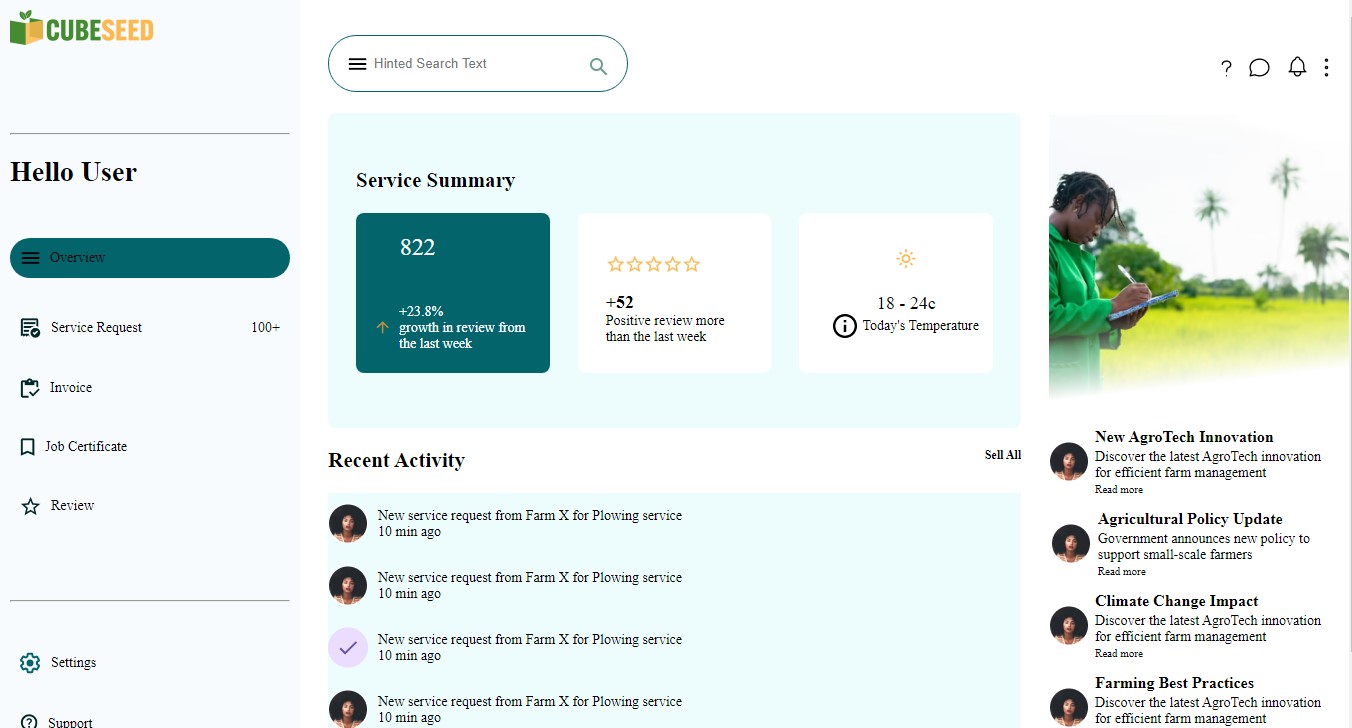 CUBESEED
Hello User
Overview
Service Request 100+
Invoice
Job Certificate
Review
Settings
Support
Hinted Search Text
?
Service Summary
822
+23.8%
growth in review from
the last week
+52
Positive review more
than the last week
18 - 24c
Today's Temperature
Recent Activity
Sell All
New service request from Farm X for Plowing service
10 min ago
New service request from Farm X for Plowing service
10 min ago
New service request from Farm X for Plowing service
10 min ago
New service request from Farm X for Plowing service
10 min ago
New AgroTech Innovation
Discover the latest AgroTech innovation
for efficient farm management
Read more
Agricultural Policy Update
Government announces new policy to
support small-scale farmers
Read more
Climate Change Impact
Discover the latest AgroTech innovation
for efficient farm management
Read more
Farming Best Practices
Discover the latest AgroTech innovation
for efficient farm management